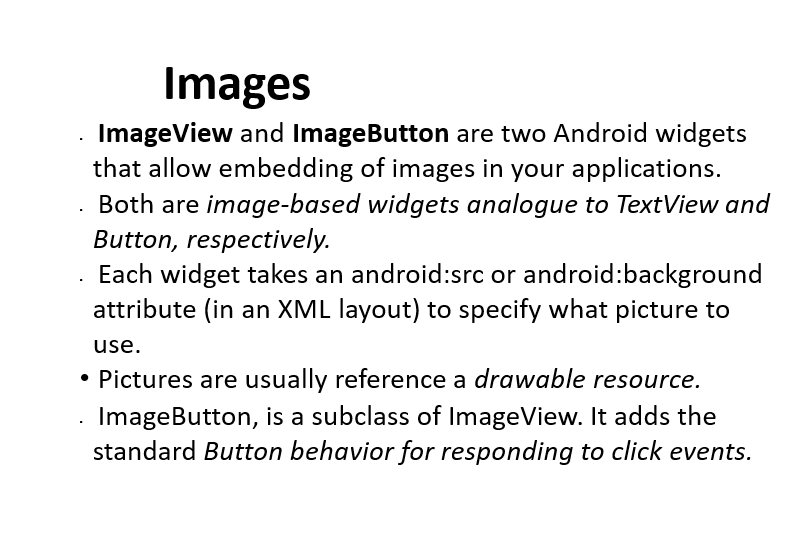 Images
· ImageView and ImageButton are two Android widgets
that allow embedding of images in your applications.
· Both are image-based widgets analogue to TextView and
Button, respectively.
· Each widget takes an android:src or android:background
attribute (in an XML layout) to specify what picture to
use.
• Pictures are usually reference a drawable resource.
· ImageButton, is a subclass of ImageView. It adds the
standard Button behavior for responding to click events.